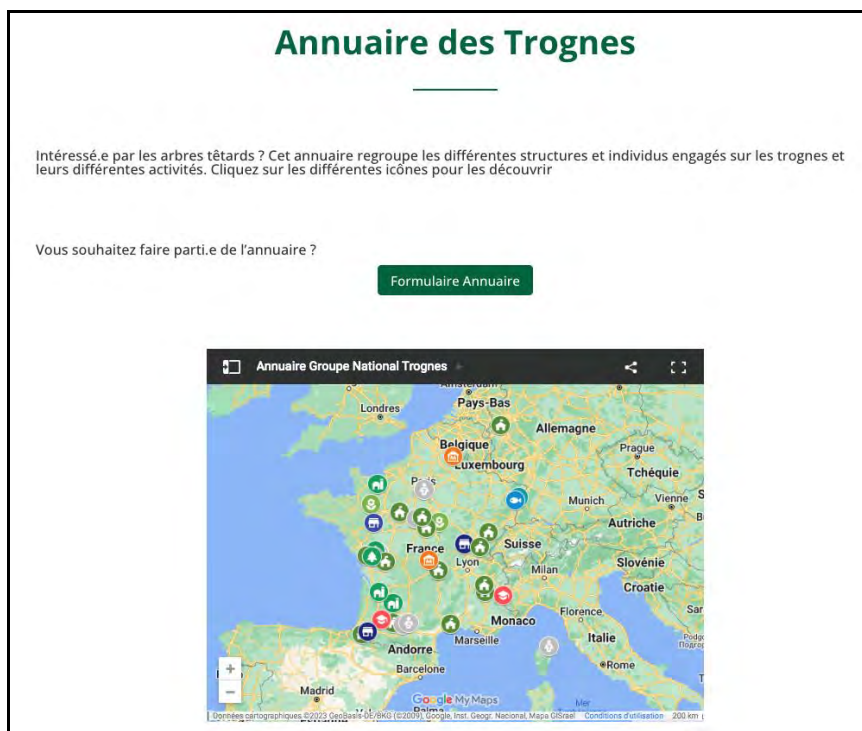 Annuaire des Trognes
Intéressé.e par les arbres têtards ? Cet annuaire regroupe les différentes structures et individus engagés sur les trognes et
leurs différentes activités. Cliquez sur les différentes icônes pour les découvrir
Vous souhaitez faire parti.e de l'annuaire ?
Formulaire Annuaire
Annuaire Groupe National Trognes
Amsterdam
Pays-Bas
Londres
Allemagne
Belgique
Prague
Luxembourg
Tchéquie
Paris
Munich
Vienne
Autriche
France
Suisse
Lyon
Slovénie
Milan
Croatie
Monaco
Florence
Marseille
Italie
Andorre
Barcelone
Rome
Madrid
Google My Maps
Mer
Données cartographiques ©2023 GeoBasis-DE/BKG (©2009), Google, Inst. Geogr. Nacional, Mapa GISrael Conditions d'utilisation 200 km